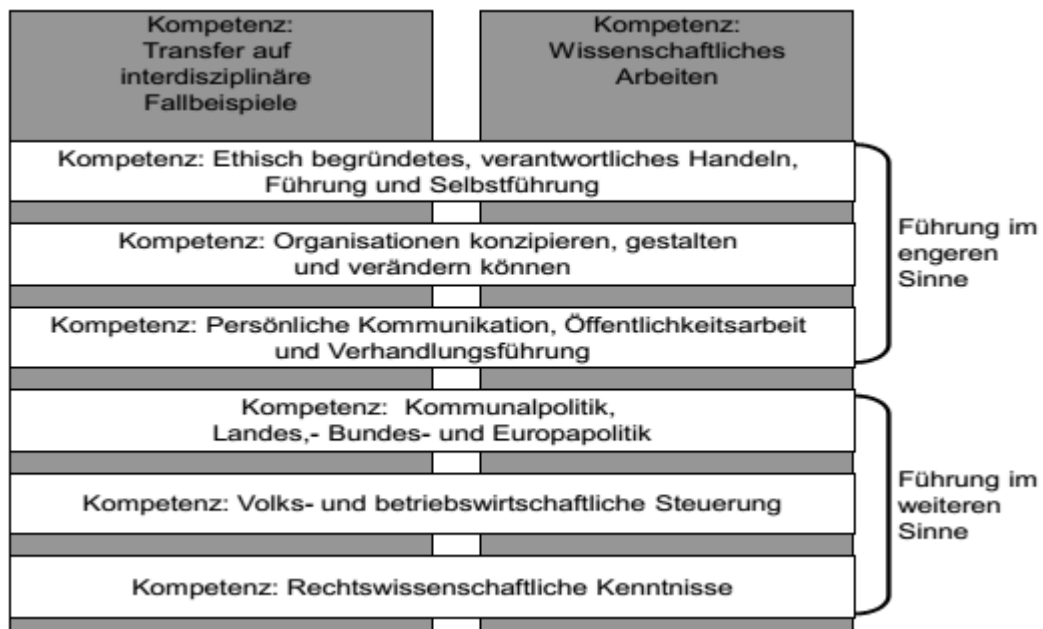 Kompetenz:
Transfer auf
interdisziplinäre
Fallbeispiele
Kompetenz:
Wissenschaftliches
Arbeiten
Kompetenz: Ethisch begründetes, verantwortliches Handeln,
Führung und Selbstführung
Kompetenz: Organisationen konzipieren, gestalten
und verändern können
Kompetenz: Persönliche Kommunikation, Öffentlichkeitsarbeit
und Verhandlungsführung
Führung im
engeren
Sinne
Kompetenz: Kommunalpolitik,
Landes,- Bundes- und Europapolitik
Kompetenz: Volks- und betriebswirtschaftliche Steuerung
Kompetenz: Rechtswissenschaftliche Kenntnisse
Führung im
weiteren
Sinne